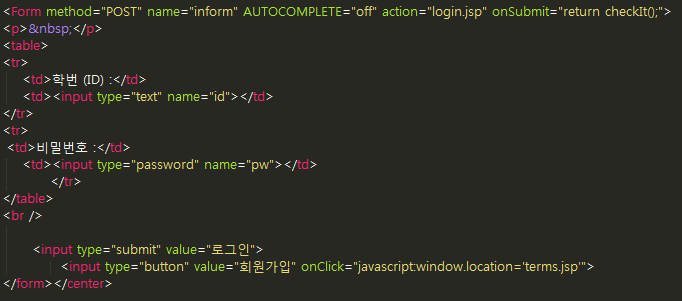 <Form method="POST" name="inform" AUTOCOMPLETE="off" action="login.jsp" onSubmit="return checkIt();">
<p>&nbsp;</p>
<table>
<tr>
<td>학번 (ID) :</td>
<td><input type="text" name="id"></td>
</tr>
<tr>
<td>비밀번호 :</td>
<td><input type="password" name="pw"></td>
</tr>
</table>
<br />
<input type="submit" value="로그인">
<input type="button" value="회원가입" onClick="javascript:window.location='terms.jsp'">
</form></center>